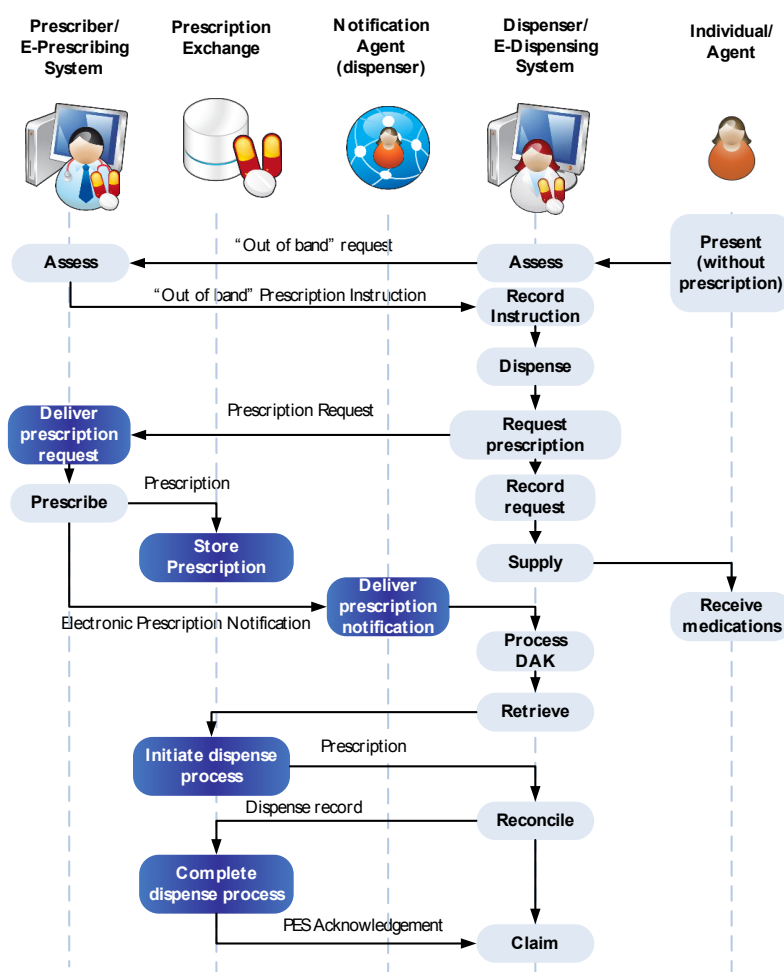 Prescriber/
E-Prescribing
System
Prescription
Exchange
Notification
Agent
(dispenser)
Dispenser/
E-Dispensing
System
Individual/
Agent
"Out of band" request
Assess
Assess
Present
(without
prescription)
"Out of band" Prescription Instruction
Record
Instruction
Dispense
Deliver
prescription
request
Prescription Request
Request
prescription
Prescription
Prescribe
Record
request
Store
Prescription
Supply
Deliver
prescription
notification
Electronic Prescription Notification
Receive
medications
Process
DAK
Retrieve
Initiate dispense
process
Prescription
Dispense record
Reconcile
Complete
dispense process
PES Acknowledgement
Claim